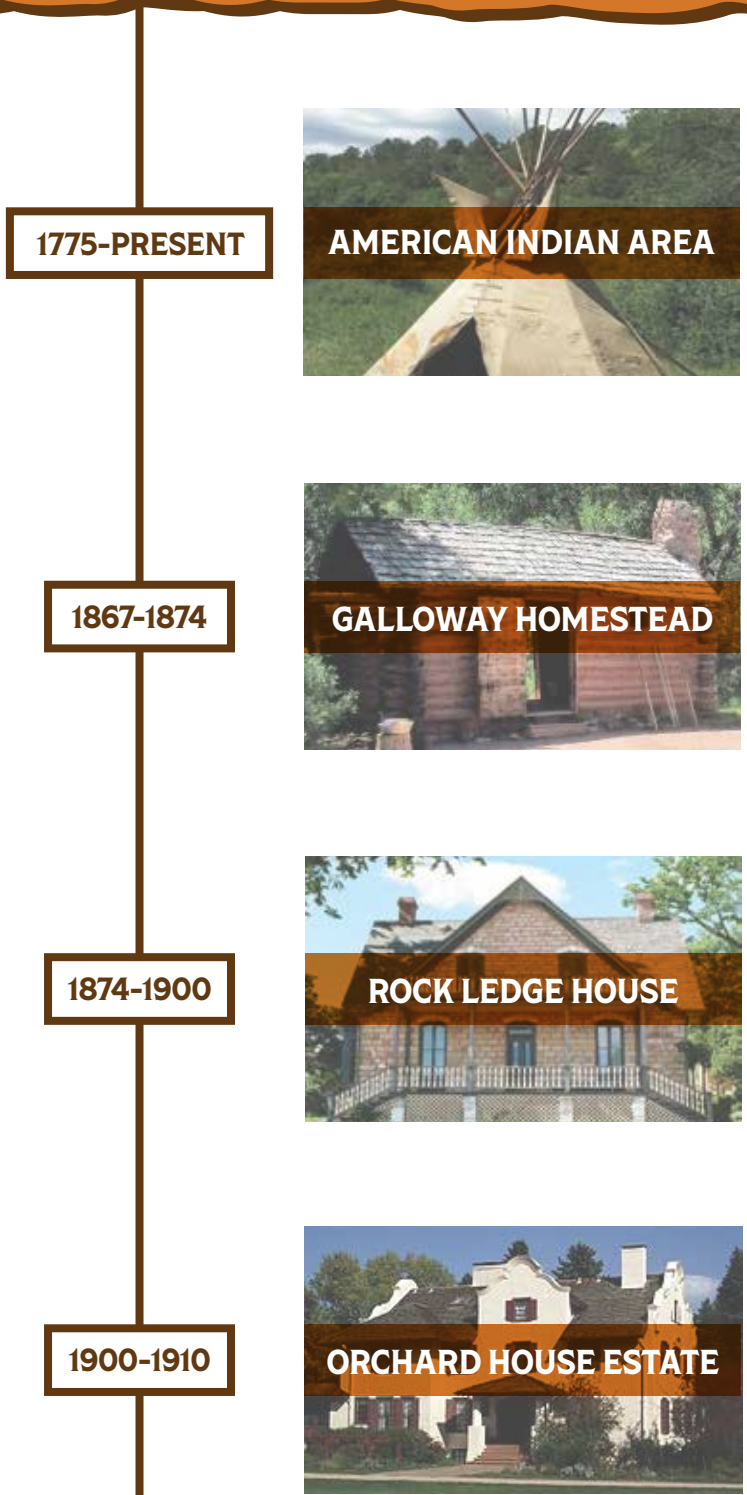 1775-PRESENT
AMERICAN INDIAN AREA
1867-1874
GALLOWAY HOMESTEAD
1874-1900
ROCK LEDGE HOUSE
1900-1910
ORCHARD HOUSE ESTATE